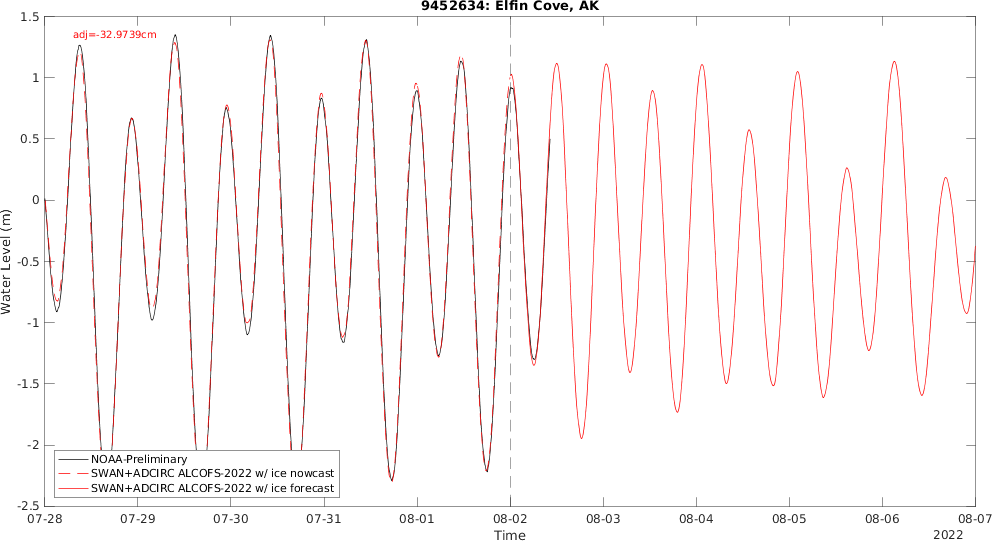 9452634: Elfin Cove, AK
adj=-32.9739cm
1.5
1
0.5
0
-0.5
-1
-1.5
-2
-2.5
Water Level (m)
NOAA-Preliminary
SWAN+ADCIRC ALCOFS-2022 w/ ice nowcast
SWAN+ADCIRC ALCOFS-2022 w/ ice forecast
07-28 07-29 07-30 07-31 08-01 08-02 08-03 08-04 08-05 08-06 08-07
Time
2022